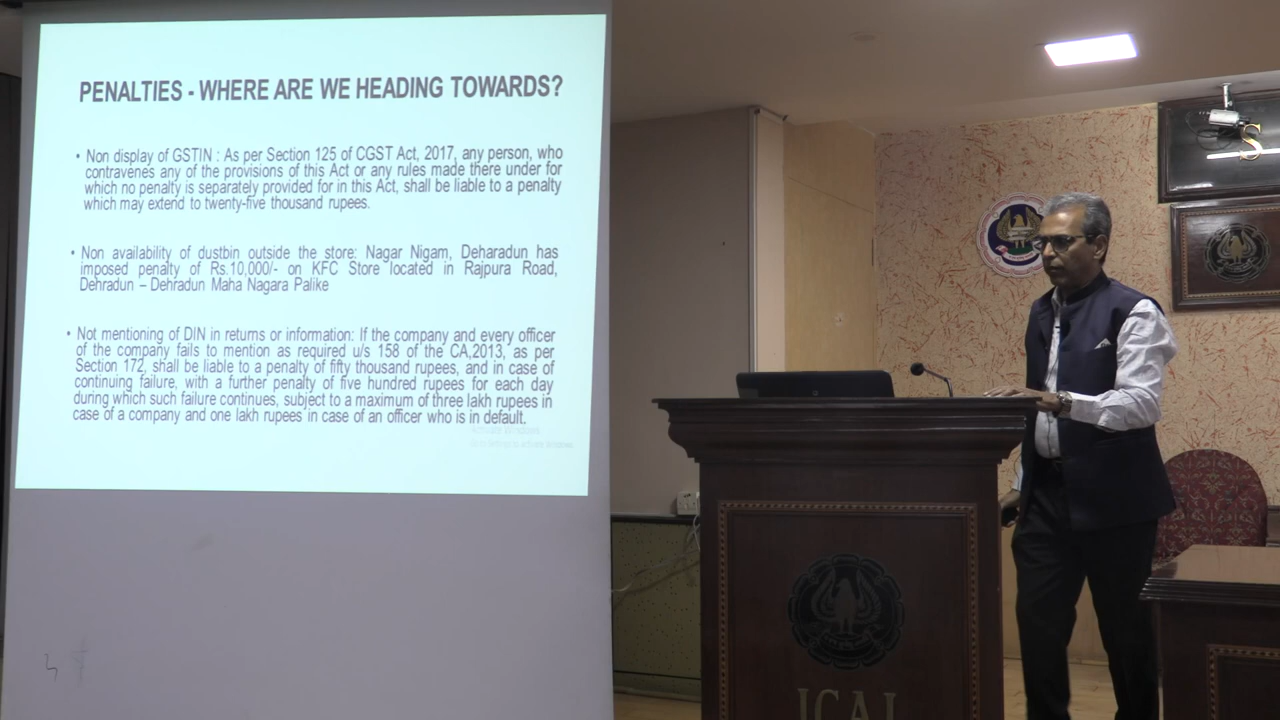 PENALTIES - WHERE ARE WE HEADING TOWARDS?
• Non display of GSTIN : As per Section 125 of CGST Act, 2017, any person, who
contravenes any of the provisions of this Act or any rules made there under for
which no penalty is separately provided for in this Act, shall be liable to a penalty
which may extend to twenty-five thousand rupees.
• Non availability of dustbin outside the store: Nagar Nigam, Deharadun has
imposed penalty of Rs.10,000/- on KFC Store located in Rajpura Road,
Dehradun – Dehradun Maha Nagara Palike
• Not mentioning of DIN in returns or information: If the company and every officer
of the company fails to mention as required u/s 158 of the CA,2013, as per
Section 172, shall be liable to a penalty of fifty thousand rupees, and in case of
continuing failure, with a further penalty of five hundred rupees for each day
during which such failure continues, subject to a maximum of three lakh rupees in
case of a company and one lakh rupees in case of an officer who is in default.
Activate Windows
ICAI